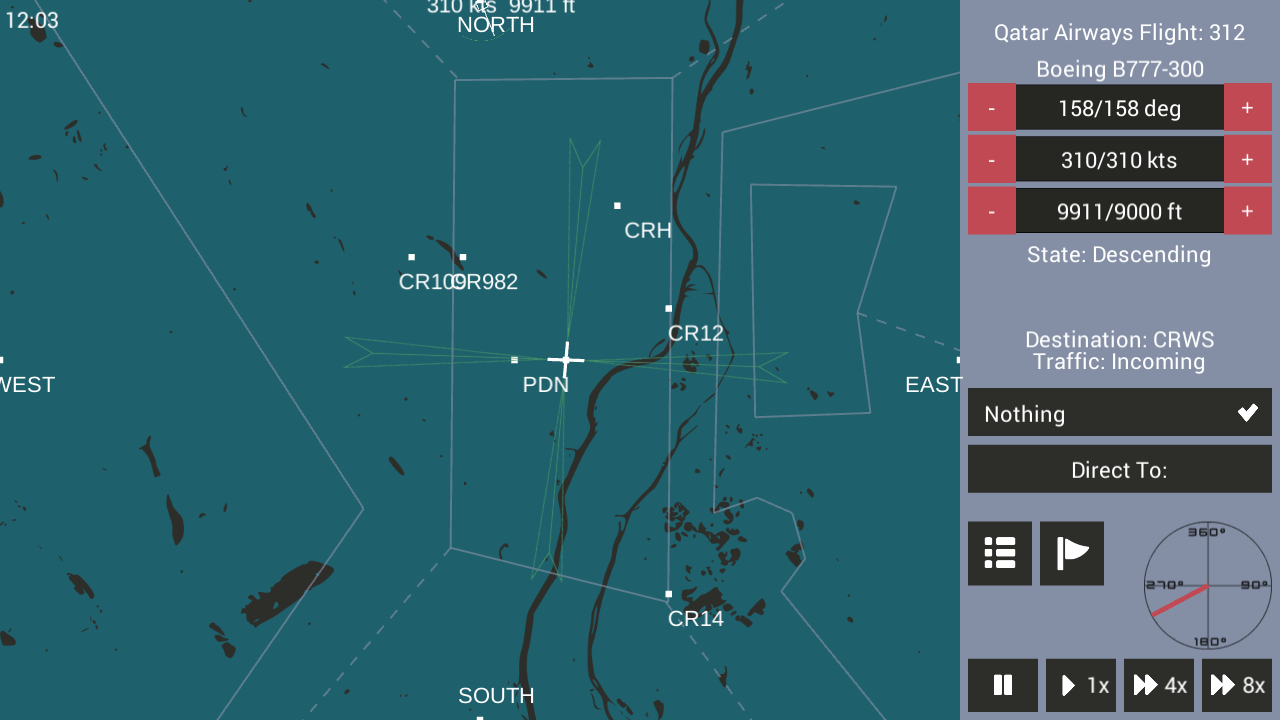 12:03
310 kts 9911 ft
NORTH
CRH
CR109
CR982
CR12
WEST
PDN
EAST
CR14
SOUTH
Qatar Airways Flight: 312
Boeing B777-300
- 158/158 deg +
- 310/310 kts +
- 9911/9000 ft +
State: Descending
Destination: CRWS
Traffic: Incoming
Nothing
Direct To:
360°
270° 90°
180°
1x 4x 8x